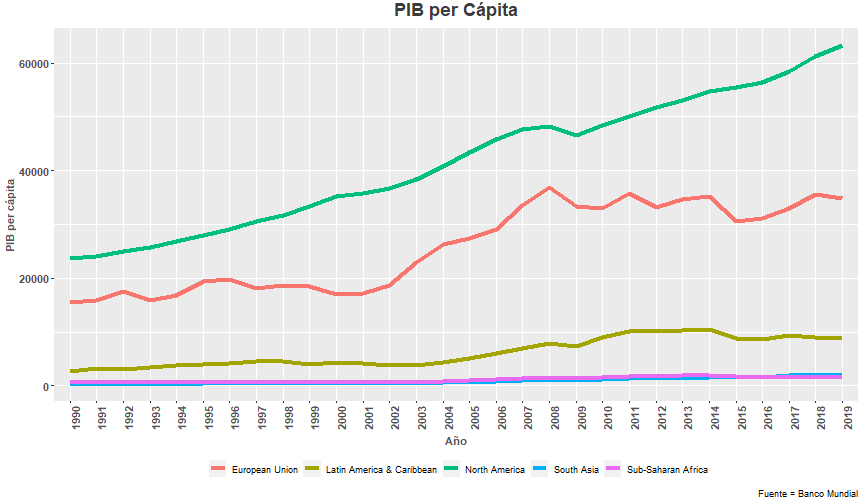 PIB per Cápita
60000
40000
20000
0
PIB per cápita
1990 1991 1992 1993 1994 1995 1996 1997 1998 1999 2000 2001 2002 2003 2004 2005 2006 2007 2008 2009 2010 2011 2012 2013 2014 2015 2016 2017 2018 2019
Año
European Union Latin America & Caribbean North America South Asia Sub-Saharan Africa
Fuente = Banco Mundial